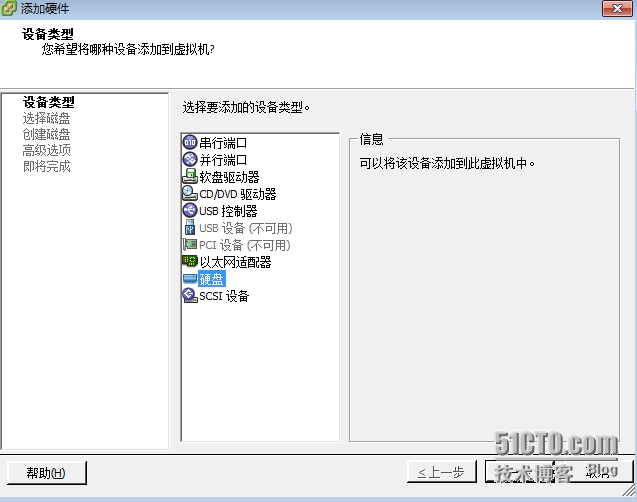 添加硬件
设备类型
您希望将哪种设备添加到虚拟机?
设备类型
选择磁盘
创建磁盘
高级选项
即将完成
选择要添加的设备类型。
串行端口
并行端口
软盘驱动器
CD/DVD 驱动器
USB 控制器
USB 设备 (不可用)
PCI 设备 (不可用)
以太网适配器
硬盘
SCSI 设备
信息
可以将该设备添加到此虚拟机中。
帮助(H)
≤上一步
取消
51CTO.com
技术博客 Blog